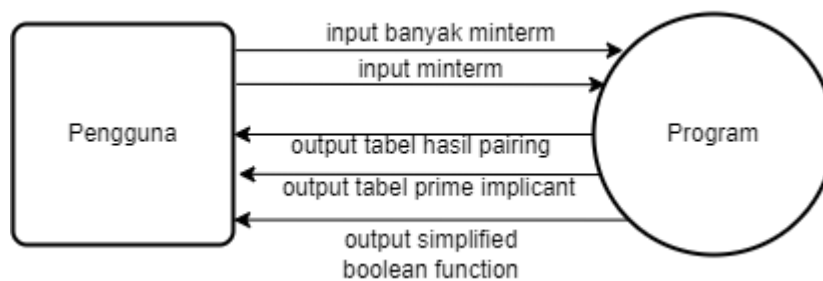 input banyak minterm
input minterm
Pengguna
Program
output tabel hasil pairing
output tabel prime implicant
output simplified
boolean function